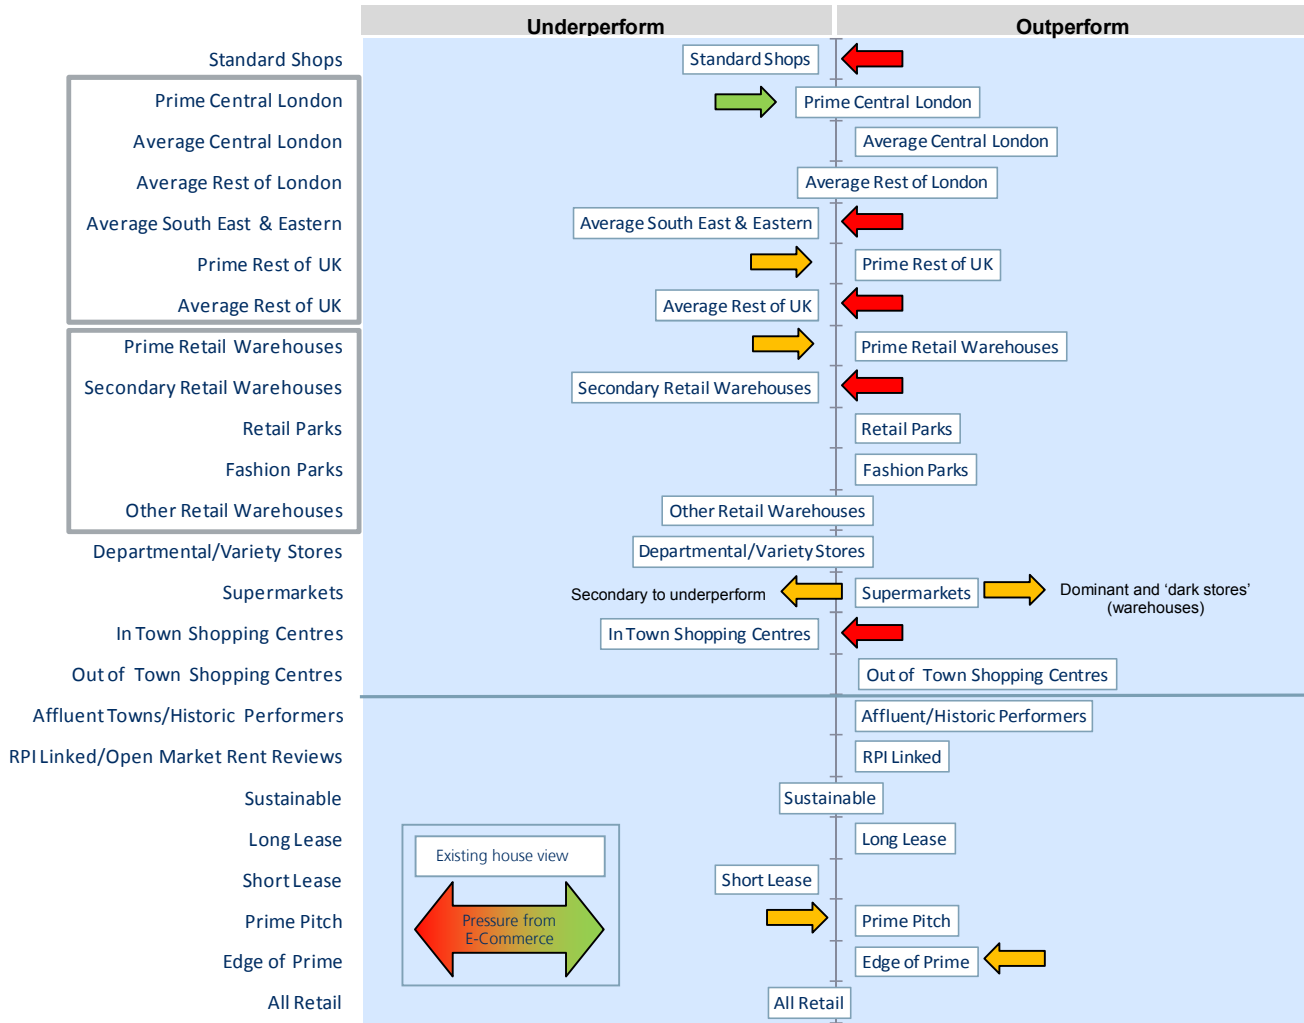 Underperform Outperform
Standard Shops Standard Shops
Prime Central London Prime Central London
Average Central London Average Central London
Average Rest of London Average Rest of London
Average South East & Eastern Average South East & Eastern
Prime Rest of UK Prime Rest of UK
Average Rest of UK Average Rest of UK
Prime Retail Warehouses Prime Retail Warehouses
Secondary Retail Warehouses Secondary Retail Warehouses
Retail Parks Retail Parks
Fashion Parks Fashion Parks
Other Retail Warehouses Other Retail Warehouses
Departmental/Variety Stores Departmental/Variety Stores
Supermarkets Secondary to underperform Supermarkets Dominant and ‘dark stores’
(warehouses)
In Town Shopping Centres In Town Shopping Centres
Out of Town Shopping Centres Out of Town Shopping Centres
Affluent Towns/Historic Performers Affluent/Historic Performers
RPI Linked/Open Market Rent Reviews RPI Linked
Sustainable Sustainable
Long Lease Long Lease
Short Lease Short Lease
Prime Pitch Prime Pitch
Edge of Prime Edge of Prime
All Retail All Retail
Existing house view
Pressure from
E-Commerce